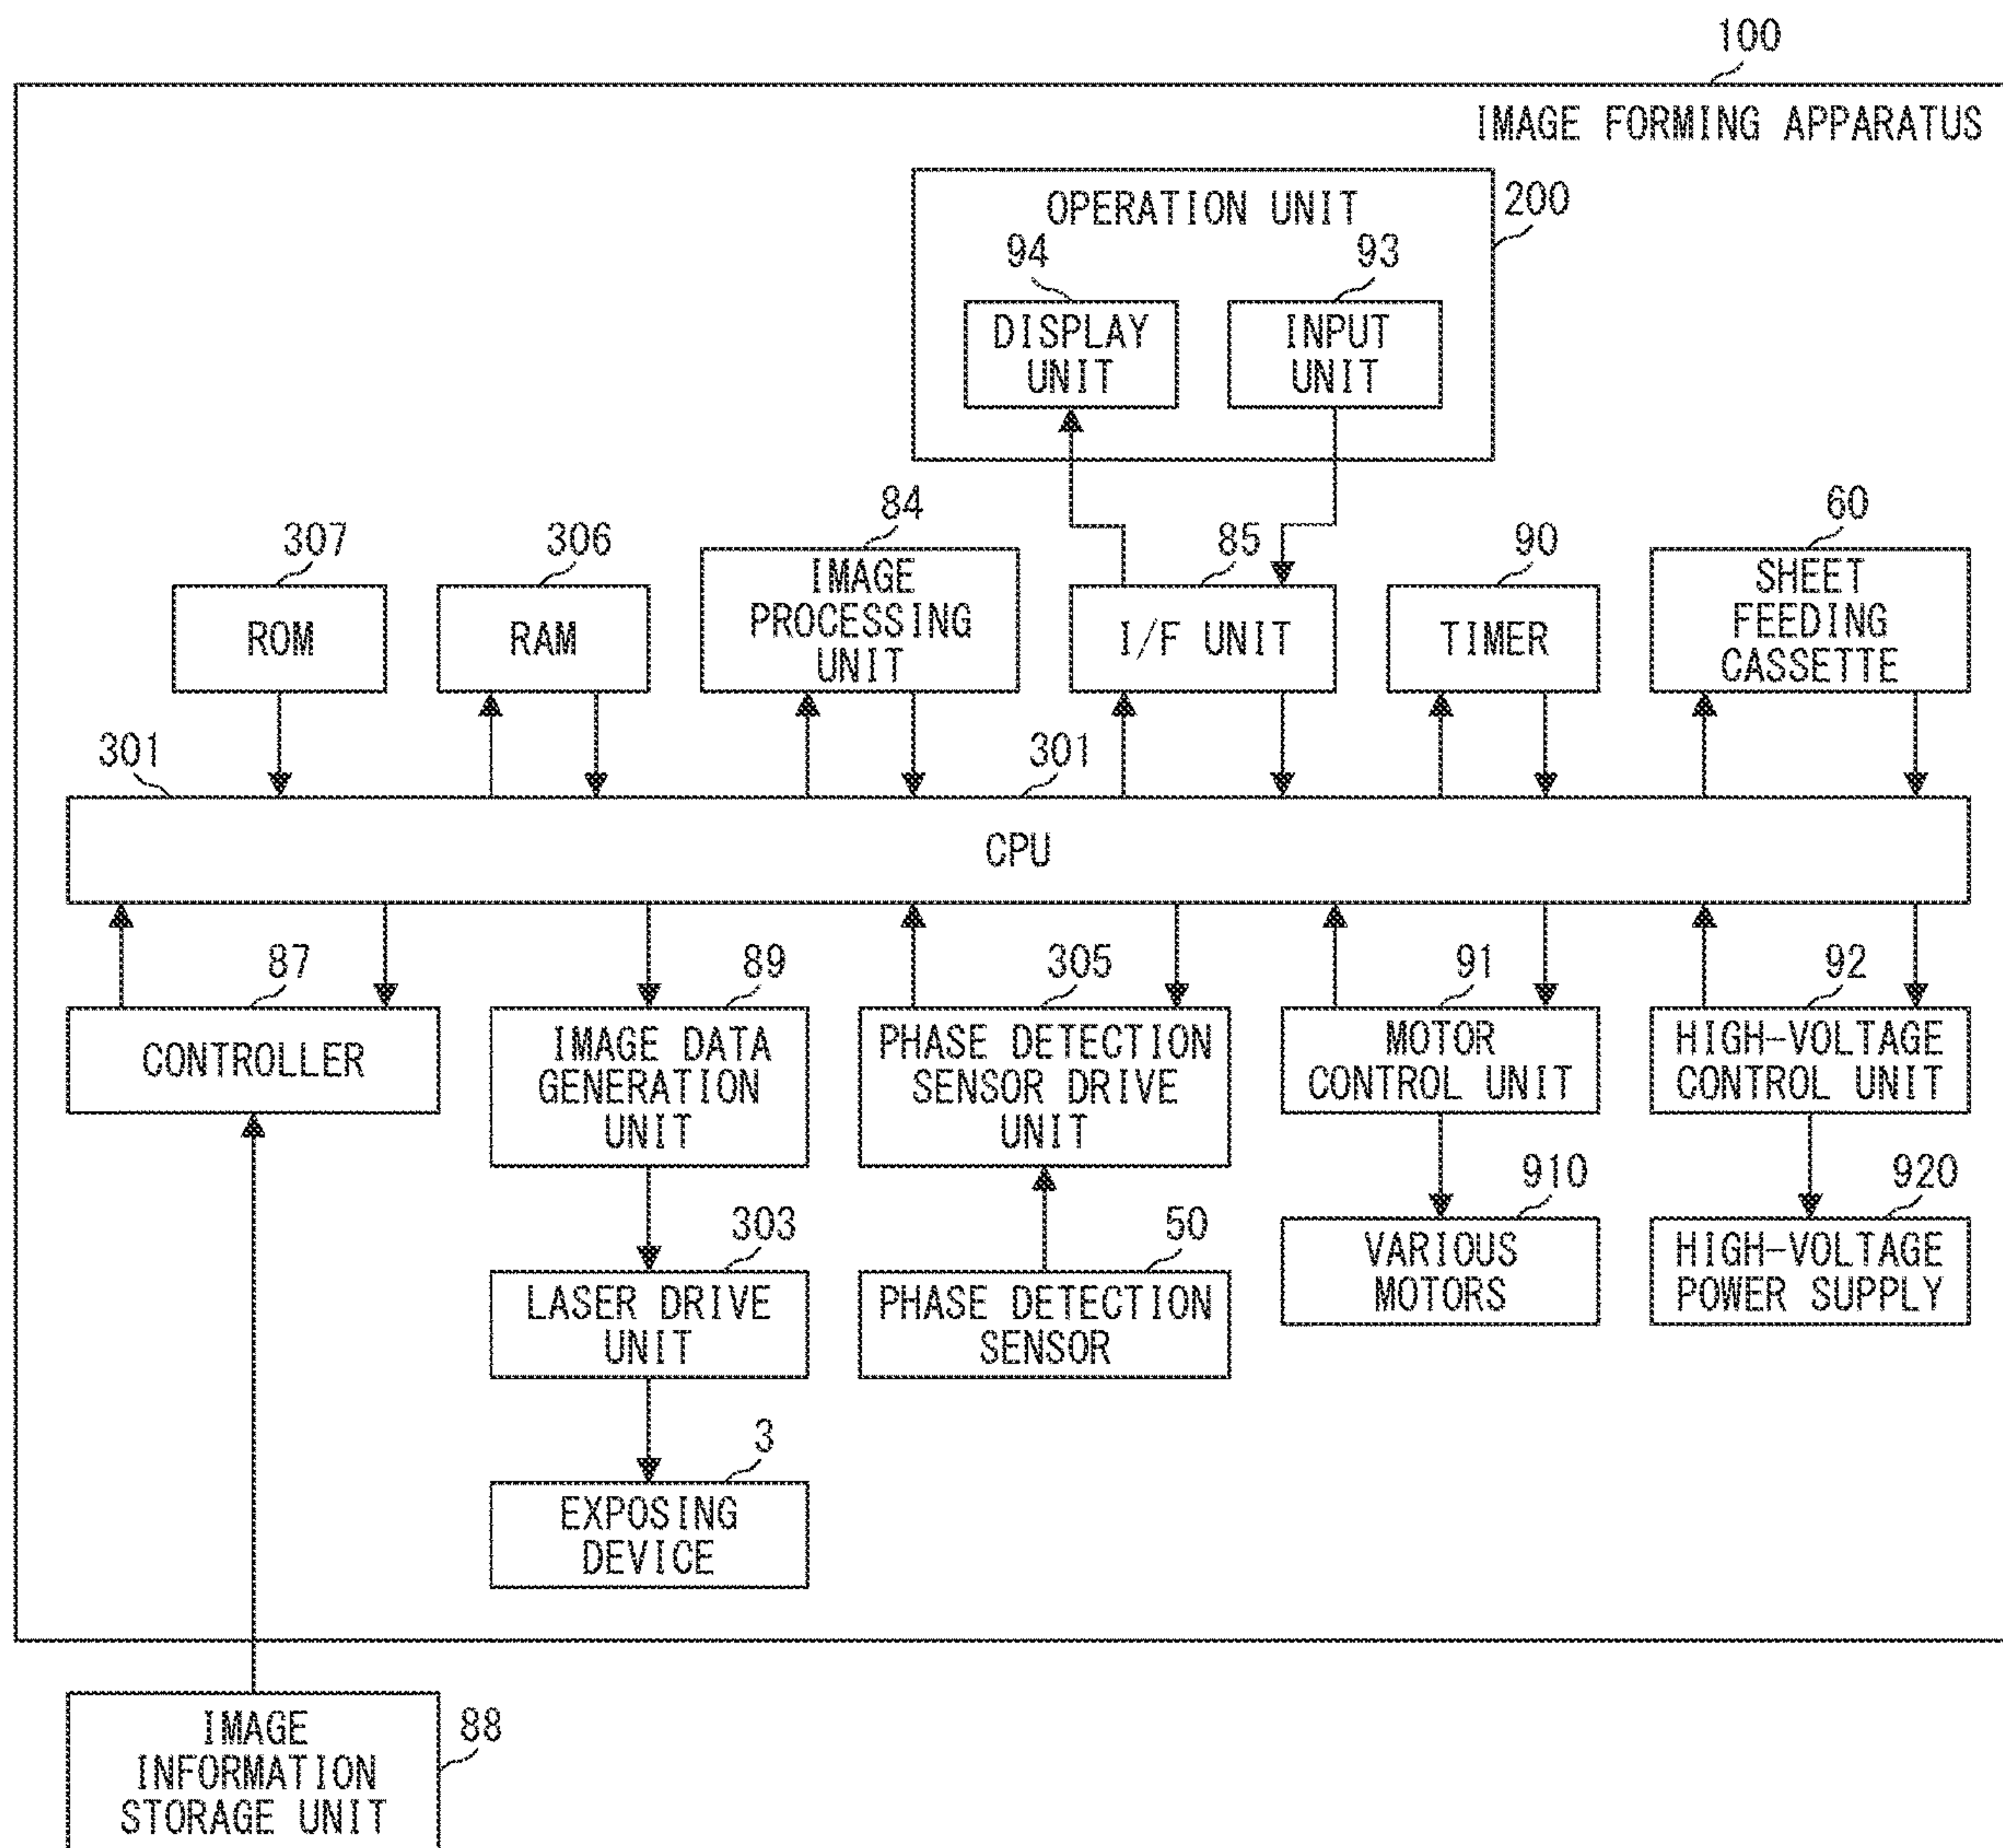 100
IMAGE FORMING APPARATUS
OPERATION UNIT
200
94
93
DISPLAY
UNIT
INPUT
UNIT
307
ROM
306
RAM
84
IMAGE
PROCESSING
UNIT
85
I/F UNIT
90
TIMER
60
SHEET
FEEDING
CASSETTE
301
301
CPU
87
CONTROLLER
89
IMAGE DATA
GENERATION
UNIT
305
PHASE DETECTION
SENSOR DRIVE
UNIT
91
MOTOR
CONTROL UNIT
92
HIGH-VOLTAGE
CONTROL UNIT
303
LASER DRIVE
UNIT
50
PHASE DETECTION
SENSOR
910
VARIOUS
MOTORS
920
HIGH-VOLTAGE
POWER SUPPLY
3
EXPOSING
DEVICE
IMAGE
INFORMATION
STORAGE UNIT
88